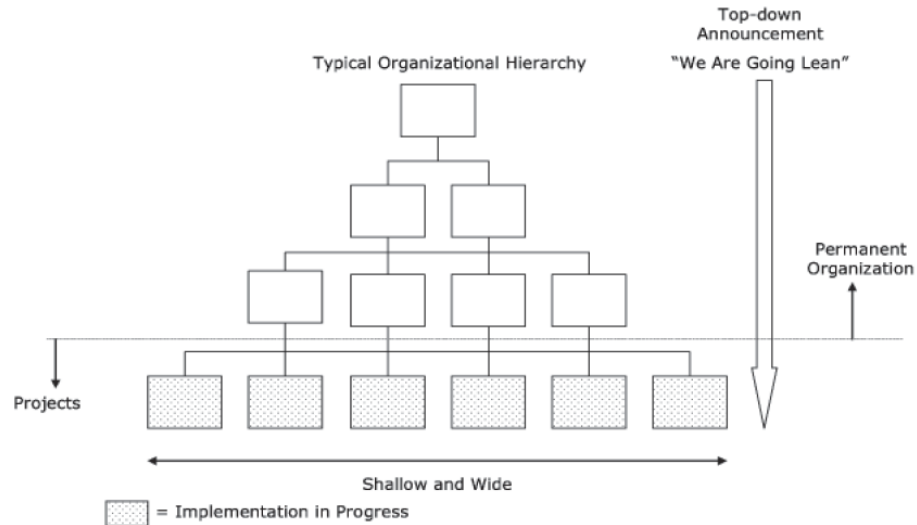 Top-down
Announcement
Typical Organizational Hierarchy
“We Are Going Lean”
Permanent
Organization
Projects
Shallow and Wide
= Implementation in Progress